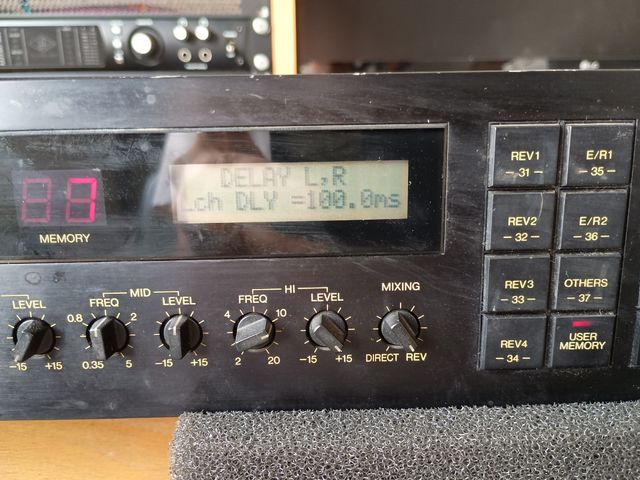 DELAY L,R
Lch DLY =100.0ms
7
MEMORY
REV1
-31-
E/R1
-35-
REV2
-32-
E/R2
-36-
REV3
-33-
OTHERS
-37-
REV4
-34-
USER
MEMORY
MID
HI
MIXING
LEVEL
FREQ
LEVEL
FREQ
LEVEL
0.8 2
4 10
-15 +15
0.35 5
-15 +15
2 20
-15 +15
DIRECT REV